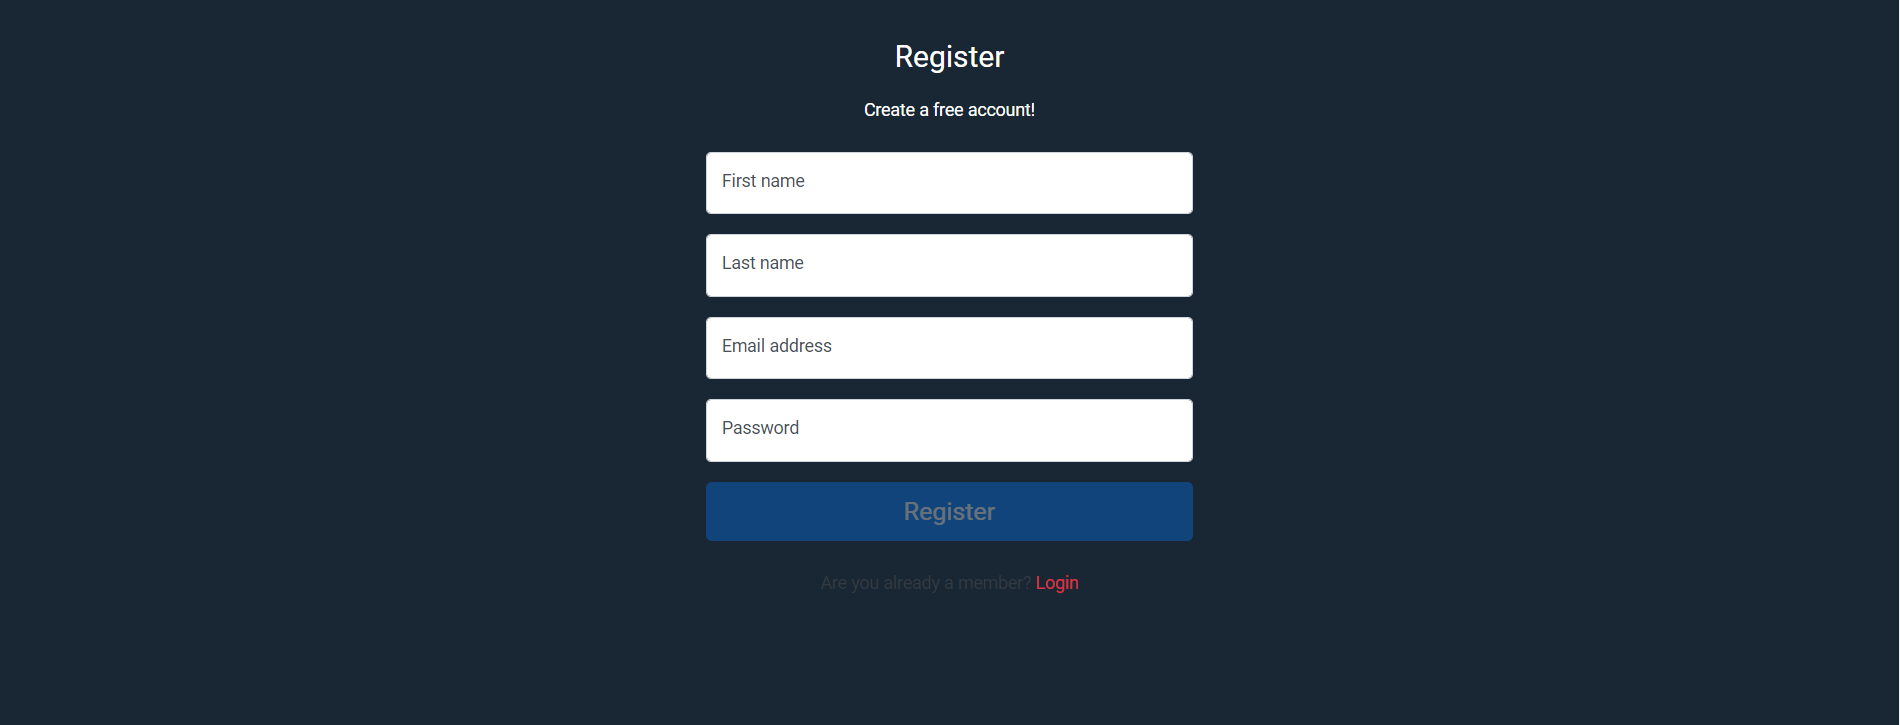 Register
Create a free account!
First name
Last name
Email address
Password
Register
Are you already a member? Login